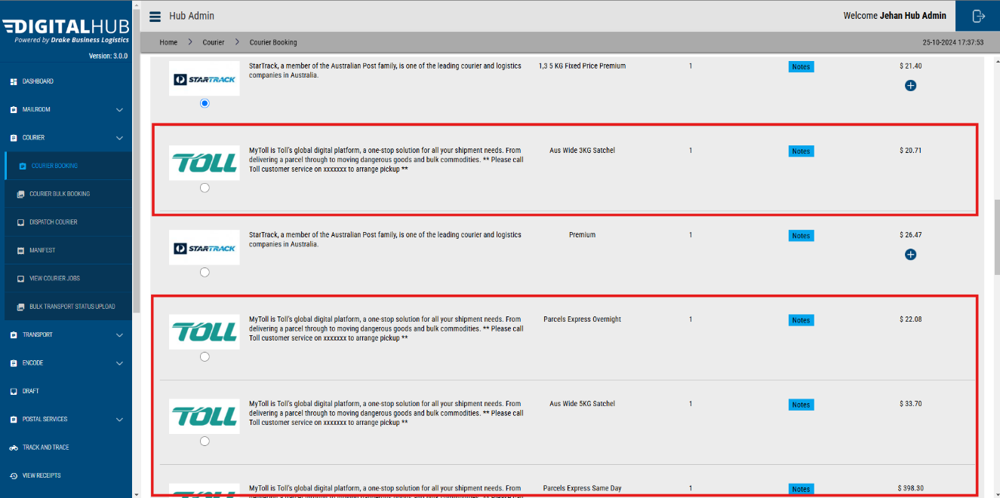 DIGITALHUB
Powered by Drake Business Logistics
Version: 3.0.0
DASHBOARD
MAILROOM
COURIER
COURIER BOOKING
COURIER BULK BOOKING
DISPATCH COURIER
MANIFEST
VIEW COURIER JOBS
BULK TRANSPORT STATUS UPLOAD
TRANSPORT
ENCODE
DRAFT
POSTAL SERVICES
TRACK AND TRACE
VIEW RECEIPTS
Hub Admin
Welcome Jehan Hub Admin
Home > Courier > Courier Booking
25-10-2024 17:37:53
STARTRACK
StarTrack, a member of the Australian Post family, is one of the leading courier and logistics
companies in Australia.
1,3 5 KG Fixed Price Premium
1
Notes
$ 21.40
TOLL
MyToll is Toll's global digital platform, a one-stop solution for all your shipment needs. From
delivering a parcel through to moving dangerous goods and bulk commodities. ** Please call
Toll customer service on xxxxxxx to arrange pickup **
Aus Wide 3KG Satchel
1
Notes
$ 20.71
STARTRACK
StarTrack, a member of the Australian Post family, is one of the leading courier and logistics
companies in Australia.
Premium
1
Notes
$ 26.47
TOLL
MyToll is Toll's global digital platform, a one-stop solution for all your shipment needs. From
delivering a parcel through to moving dangerous goods and bulk commodities. ** Please call
Toll customer service on xxxxxxx to arrange pickup **
Parcels Express Overnight
1
Notes
$ 22.08
TOLL
MyToll is Toll's global digital platform, a one-stop solution for all your shipment needs. From
delivering a parcel through to moving dangerous goods and bulk commodities. ** Please call
Toll customer service on xxxxxxx to arrange pickup **
Aus Wide 5KG Satchel
1
Notes
$ 33.70
TOLL
MyToll is Toll's global digital platform, a one-stop solution for all your shipment needs. From
delivering a parcel through to moving dangerous goods and bulk commodities. ** Please call
Parcels Express Same Day
1
Notes
$ 398.30